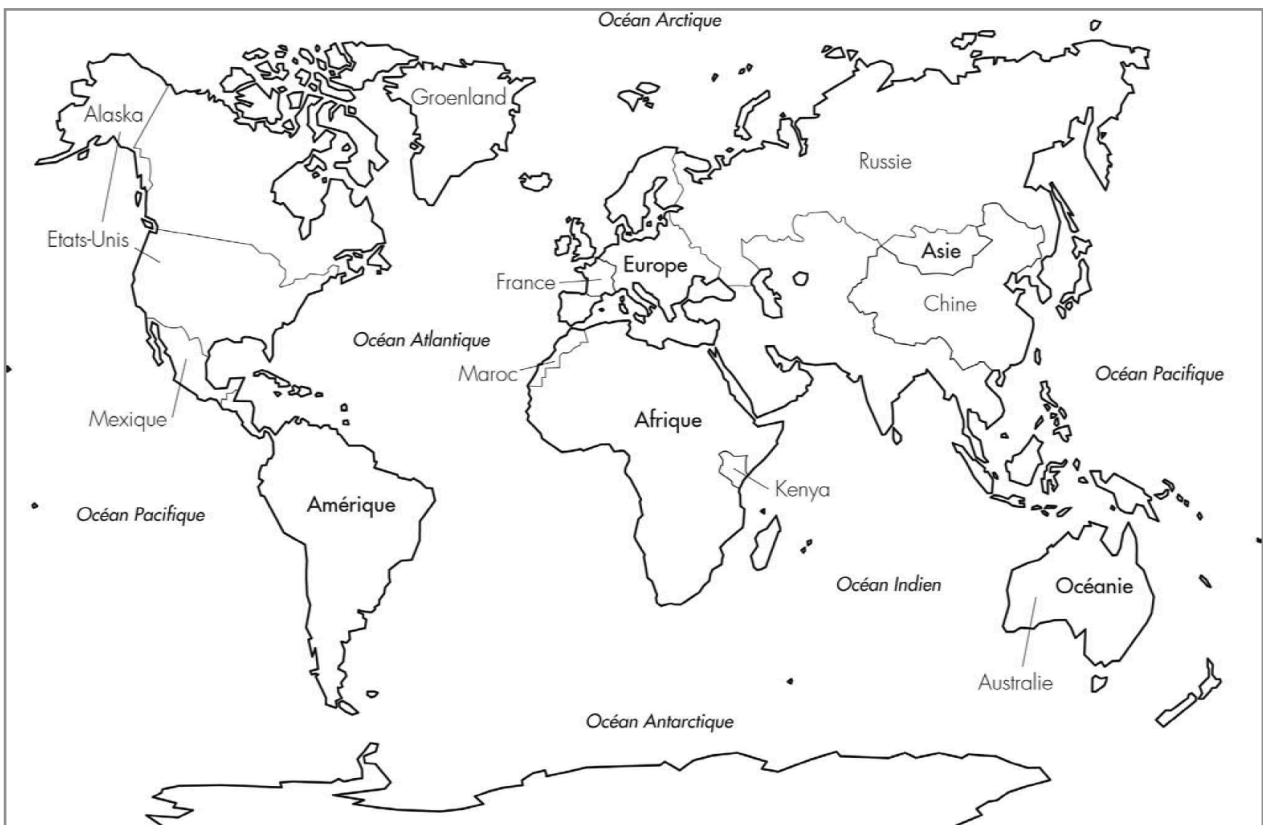 Océan Arctique
Groenland
Alaska
Russie
Etats-Unis
Asie
Europe
France
Chine
Océan Atlantique
Maroc
Océan Pacifique
Mexique
Afrique
Kenya
Amérique
Océan Pacifique
Océan Indien
Océanie
Australie
Océan Antarctique